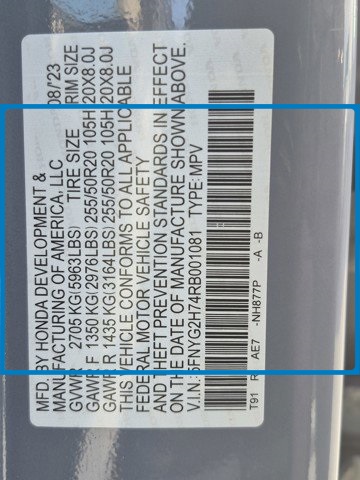 MFD. BY HONDA DEVELOPMENT & 08/23
MANUFACTURING OF AMERICA, LLC
GVWR 2705 KG(5963LBS) TIRE SIZE RIM SIZE
GAWR F 1350 KG(2976LBS) 255/50R20 105H 20X8.0J
GAWR R 1435 KG(3164LBS) 255/50R20 105H 20X8.0J
THIS VEHICLE CONFORMS TO ALL APPLICABLE
FEDERAL MOTOR VEHICLE SAFETY
AND THEFT PREVENTION STANDARDS IN EFFECT
ON THE DATE OF MANUFACTURE SHOWN ABOVE.
V.I.N.:5FNYG2H74RB001081 TYPE:MPV
T91 R AE7 -NH877P -A -B